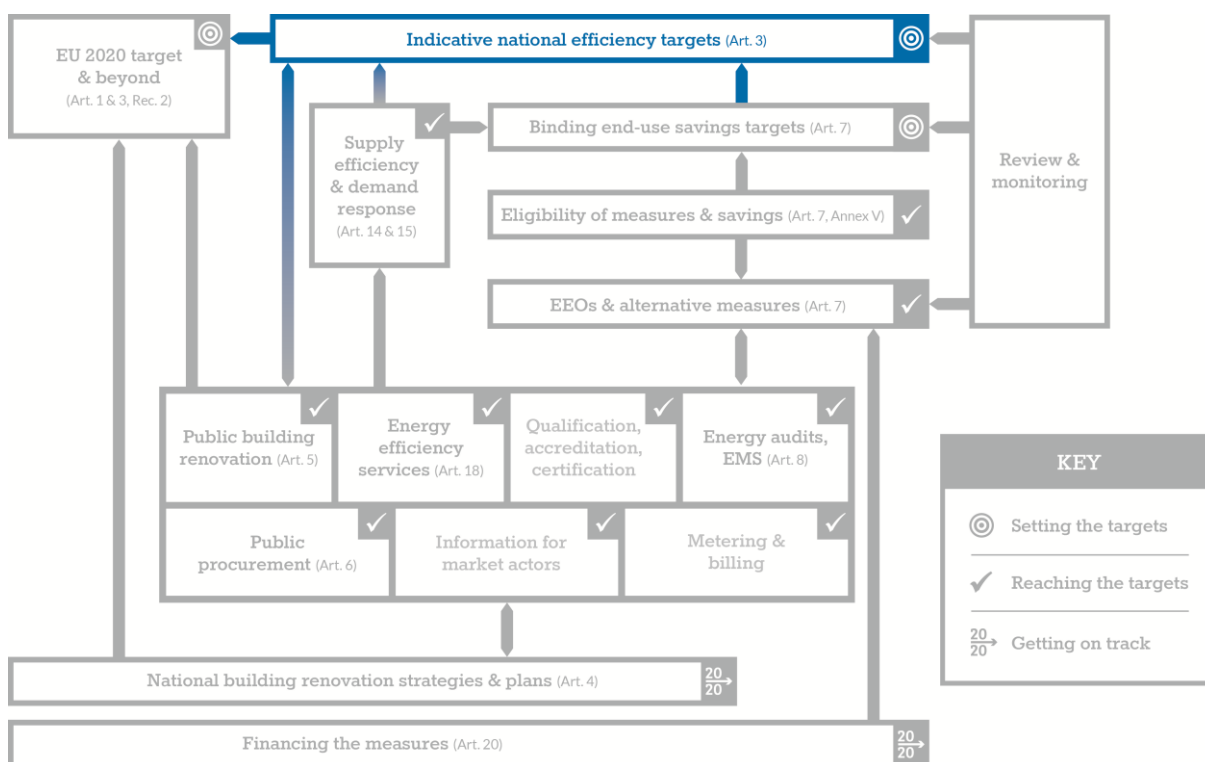 EU 2020 target
& beyond
(Art. 1 & 3, Rec. 2)
Indicative national efficiency targets (Art. 3)
Supply
efficiency
& demand
response
(Art. 14 & 15)
Binding end-use savings targets (Art. 7)
Eligibility of measures & savings (Art. 7, Annex V)
EEOs & alternative measures (Art. 7)
Review &
monitoring
Public building
renovation (Art. 5)
Energy
efficiency
services (Art. 18)
Qualification,
accreditation,
certification
Energy audits,
EMS (Art. 8)
Public
procurement (Art. 6)
Information for
market actors
Metering &
billing
National building renovation strategies & plans (Art. 4)
20
20
Financing the measures (Art. 20)
20
20
KEY
Setting the targets
Reaching the targets
20
20
Getting on track